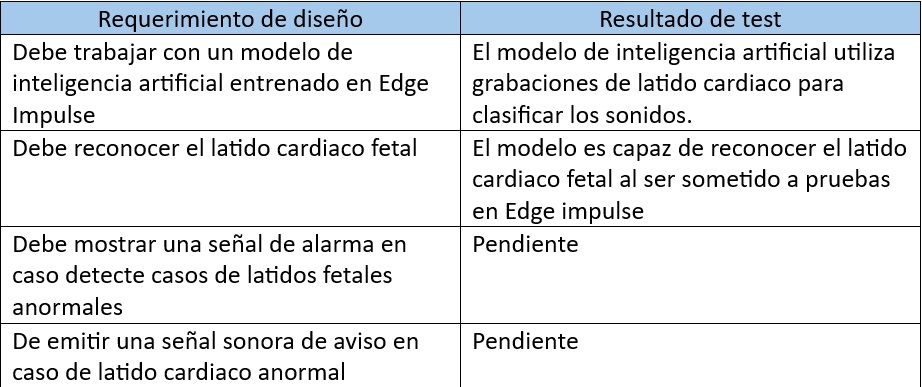 Requerimiento de diseño
Resultado de test
Debe trabajar con un modelo de
inteligencia artificial entrenado en Edge
Impulse
El modelo de inteligencia artificial utiliza
grabaciones de latido cardiaco para
clasificar los sonidos.
Debe reconocer el latido cardiaco fetal
El modelo es capaz de reconocer el latido
cardiaco fetal al ser sometido a pruebas
en Edge impulse
Debe mostrar una señal de alarma en
caso detecte casos de latidos fetales
anormales
Pendiente
De emitir una señal sonora de aviso en
caso de latido cardiaco anormal
Pendiente